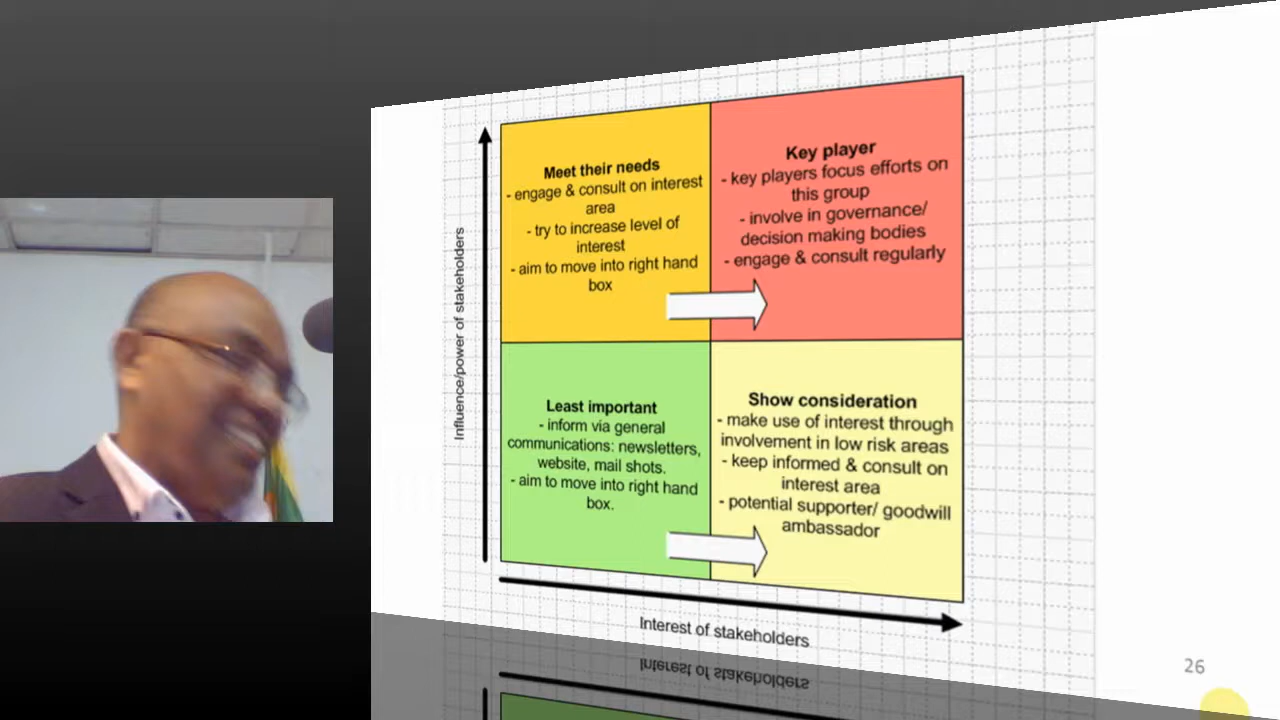 Influence/power of stakeholders
Meet their needs
- engage & consult on interest
area
- try to increase level of
interest
- aim to move into right hand
box
Key player
- key players focus efforts on
this group
- involve in governance/
decision making bodies
- engage & consult regularly
Least important
- inform via general
communications: newsletters,
website, mail shots.
- aim to move into right hand
box.
Show consideration
- make use of interest through
involvement in low risk areas
- keep informed & consult on
interest area
- potential supporter/ goodwill
ambassador
Interest of stakeholders
Interest of stakeholders
26